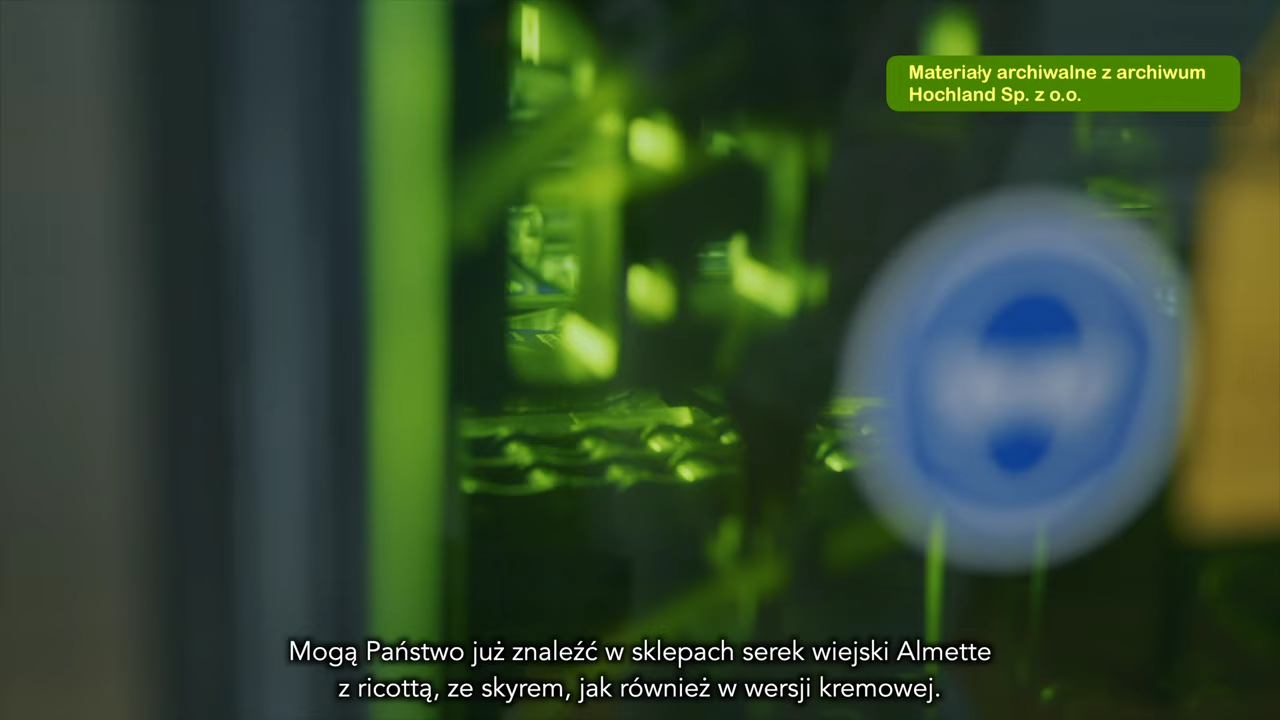 Materiały archiwalne z archiwum
Hochland Sp. z o.o.
Mogą Państwo już znaleźć w sklepach serek wiejski Almette
z ricottą, ze skyrem, jak również w wersji kremowej.